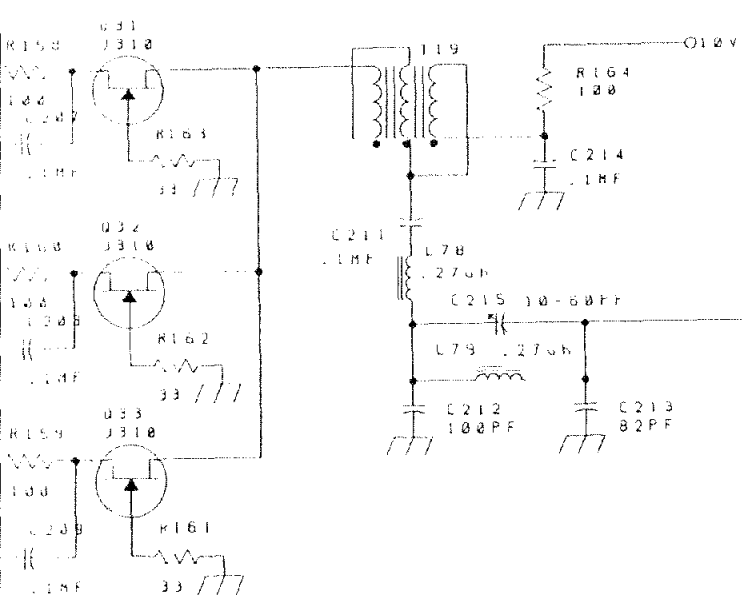 Q31
R158
J310
T19
10V
R164
100
100
C207
R163
C214
.1MF
.1MF
33
Q32
C211
R160
J310
L78
.1MF
.27uh
C215 10-60PF
100
R162
L79 .27uh
.1MF
33
Q33
C212
C213
R159
J310
100PF
82PF
100
C209
R161
.1MF
33